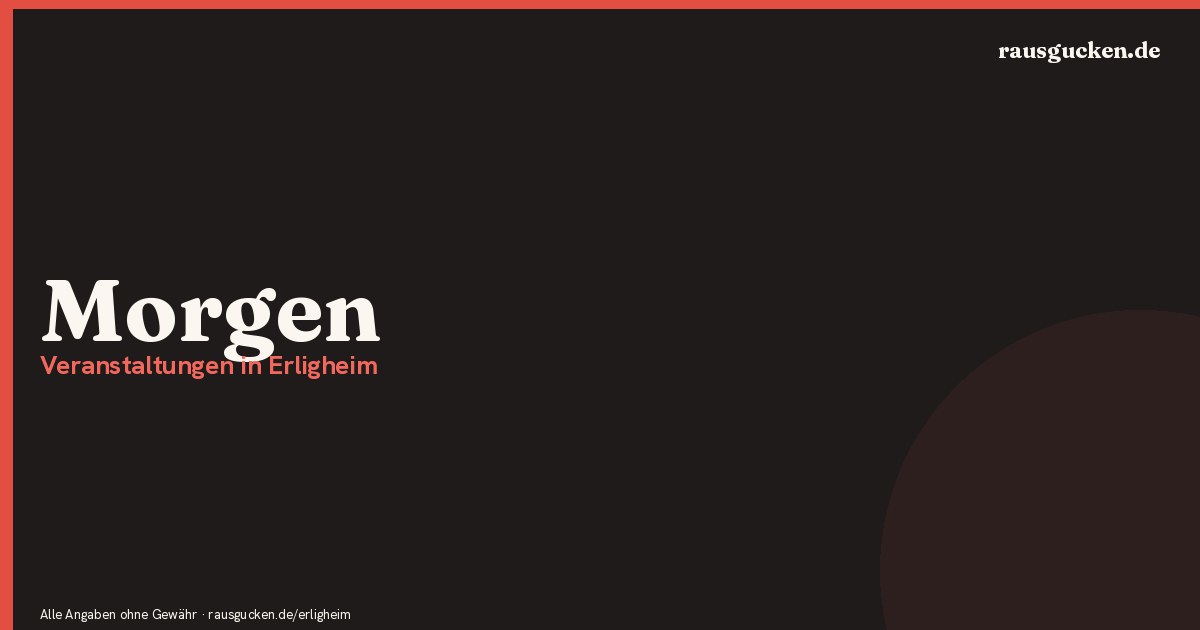 rausgucken.de
Morgen
Veranstaltungen in Erligheim
Alle Angaben ohne Gewähr · rausgucken.de/erligheim